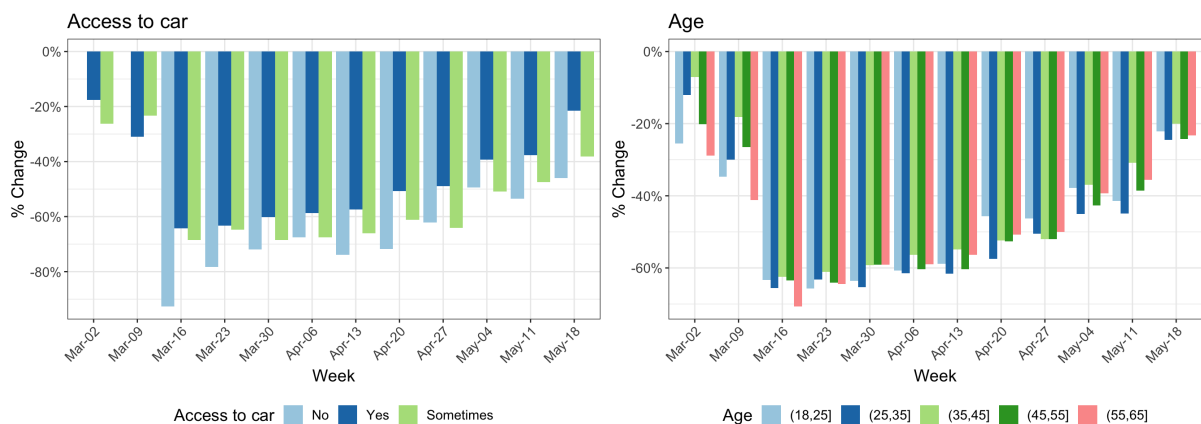 Access to car
0%
-20%
-40%
-60%
-80%
% Change
Mar-02
Mar-09
Mar-16
Mar-23
Mar-30
Apr-06
Apr-13
Apr-20
Apr-27
May-04
May-11
May-18
Week
Access to car No Yes Sometimes
Age
0%
-20%
-40%
-60%
% Change
Mar-02
Mar-09
Mar-16
Mar-23
Mar-30
Apr-06
Apr-13
Apr-20
Apr-27
May-04
May-11
May-18
Week
Age (18,25] (25,35] (35,45] (45,55] (55,65]